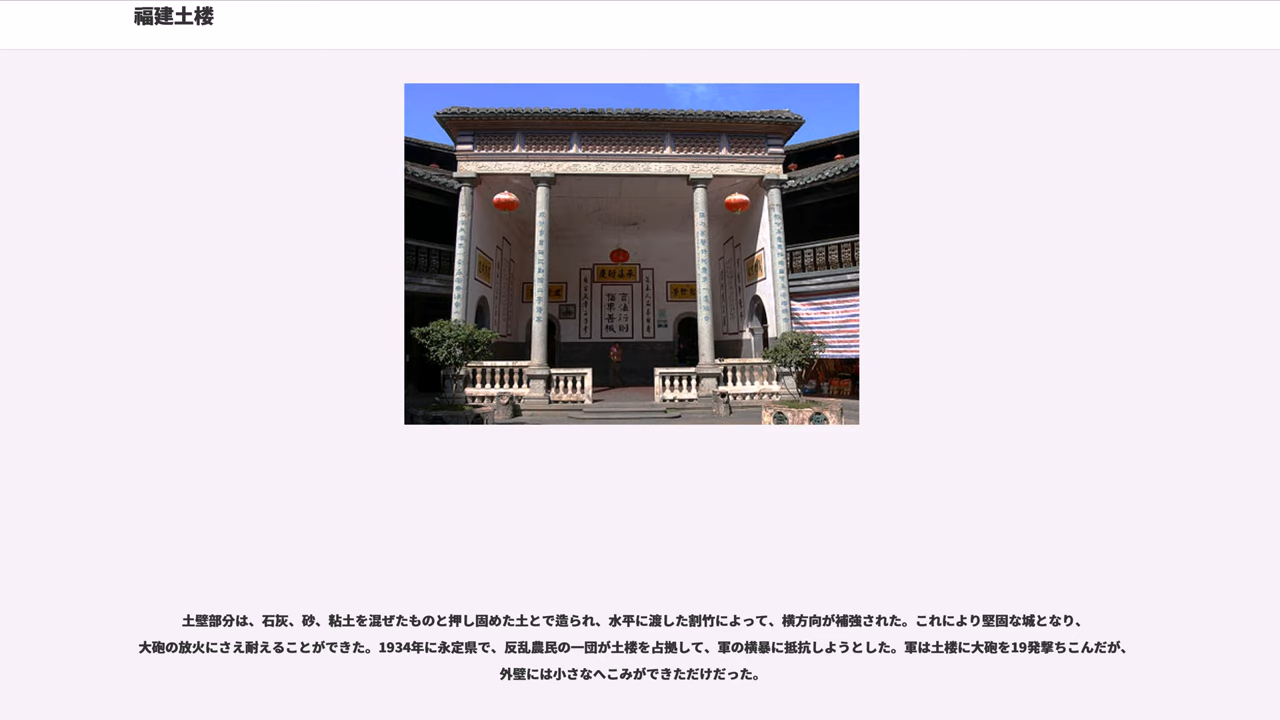 福建土楼
土壁部分は、石灰、砂、粘土を混ぜたものと押し固めた土とで造られ、水平に渡した割竹によって、横方向が補強された。これにより堅固な城となり、
大砲の放火にさえ耐えることができた。1934年に永定県で、反乱農民の一団が土楼を占拠して、軍の横暴に抵抗しようとした。軍は土楼に大砲を19発撃ちこんだが、
外壁には小さなへこみができただけだった。